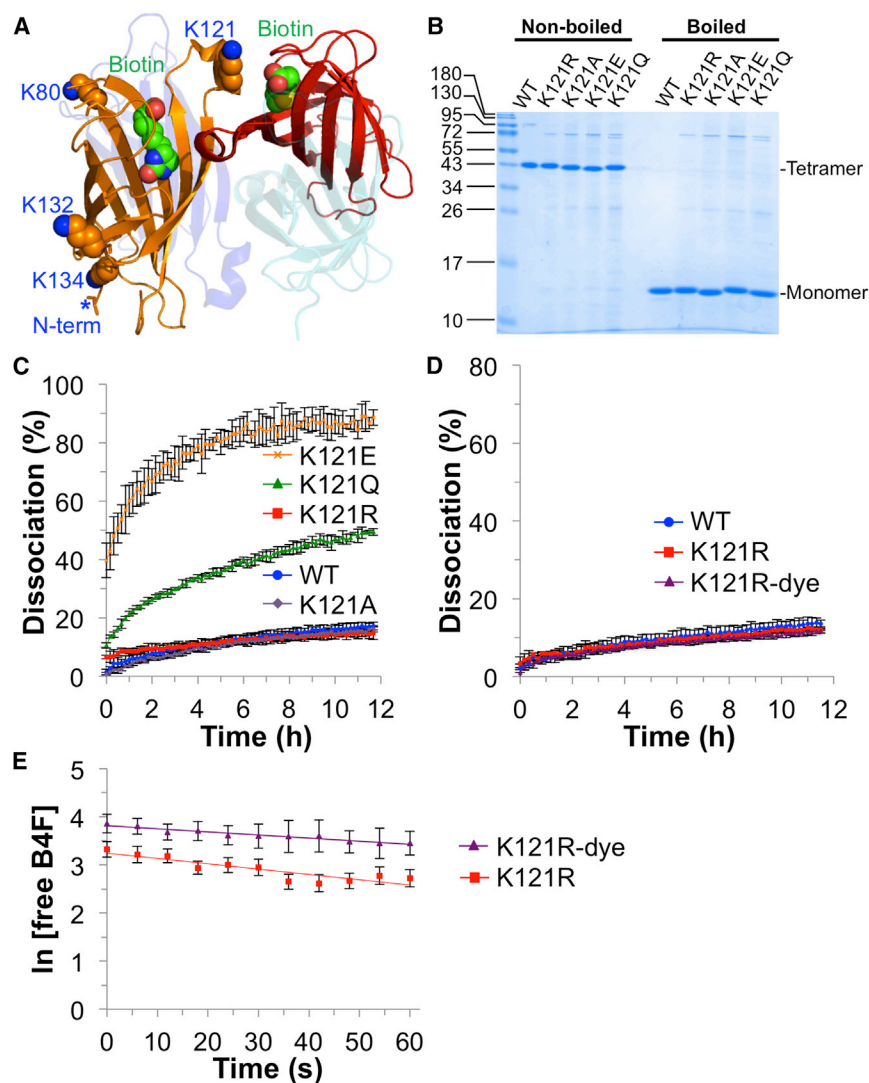 A
K121
Biotin
Biotin
K80
K132
K134
*
N-term
B
Non-boiled
Boiled
WT
K121R
K121A
K121E
K121Q
WT
K121R
K121A
K121E
K121Q
180
130
95
72
55
43
34
26
17
10
-Tetramer
-Monomer
C
Dissociation (%)
100
80
60
40
20
0
K121E
K121Q
K121R
WT
K121A
0 2 4 6 8 10 12
Time (h)
D
Dissociation (%)
80
60
40
20
0
WT
K121R
K121R-dye
0 2 4 6 8 10 12
Time (h)
E
ln [free B4F]
5
4
3
2
1
0
K121R-dye
K121R
0 10 20 30 40 50 60
Time (s)